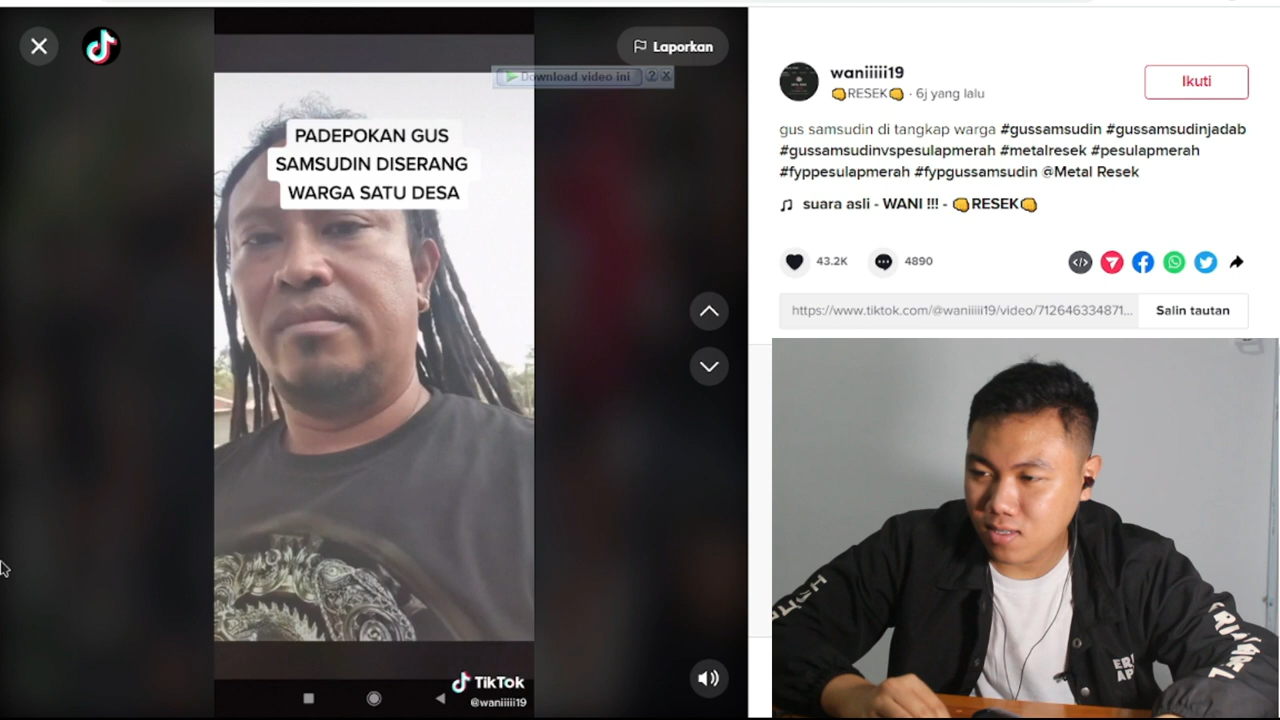 Laporkan
Download video ini
PADEPOKAN GUS
SAMSUDIN DISERANG
WARGA SATU DESA
TikTok
@waniiiii19
waniiiii19
👊RESEK👊 · 6j yang lalu
Ikuti
gus samsudin di tangkap warga #gussamsudin #gussamsudinjadab
#gussamsudinvspesulapmerah #metalresek #pesulapmerah
#fyppesulapmerah #fypgussamsudin @Metal Resek
suara asli - WANI !!! - 👊RESEK👊
43.2K
4890
https://www.tiktok.com/@waniiiii19/video/712646334871...
Salin tautan